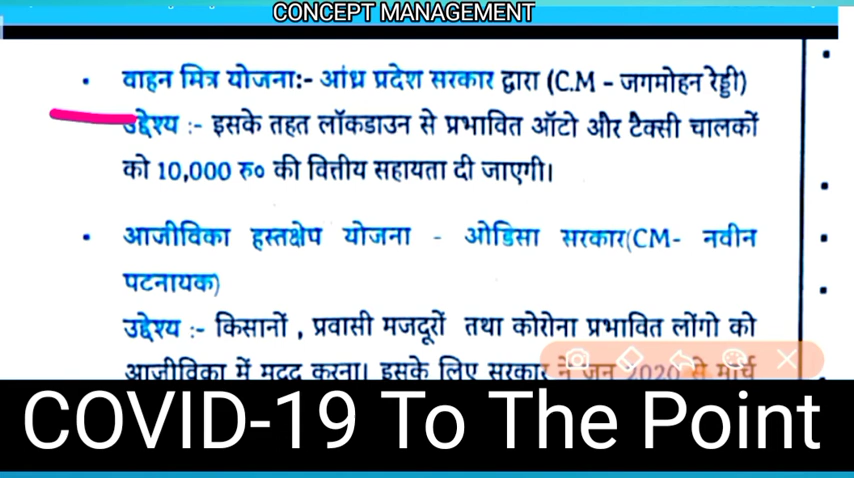 CONCEPT MANAGEMENT
• वाहन मित्र योजना:- आंध्र प्रदेश सरकार द्वारा (C.M - जगमोहन रेड्डी)
उद्देश्य :- इसके तहत लॉकडाउन से प्रभावित ऑटो और टैक्सी चालकों
को 10,000 रु० की वित्तीय सहायता दी जाएगी।
• आजीविका हस्तक्षेप योजना - ओडिसा सरकार(CM- नवीन
पटनायक)
उद्देश्य :- किसानों , प्रवासी मजदूरों तथा कोरोना प्रभावित लोंगो को
आजीविका में मदद करना। इसके लिए सरकार ने जून 2020 से मार्च
COVID-19 To The Point